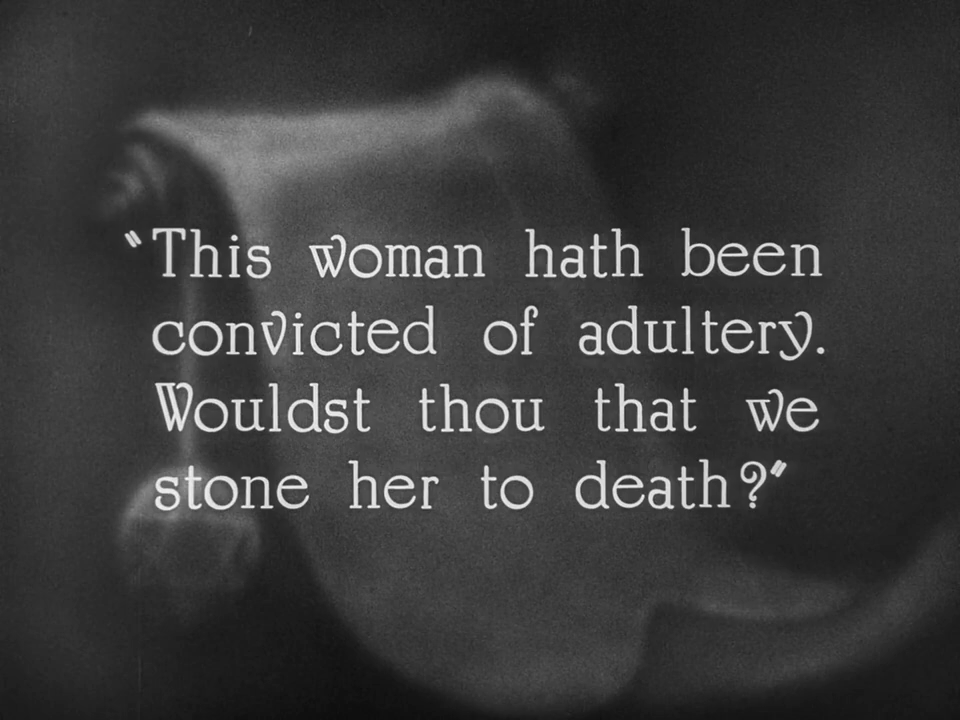 "This woman hath been
convicted of adultery.
Wouldst thou that we
stone her to death?"